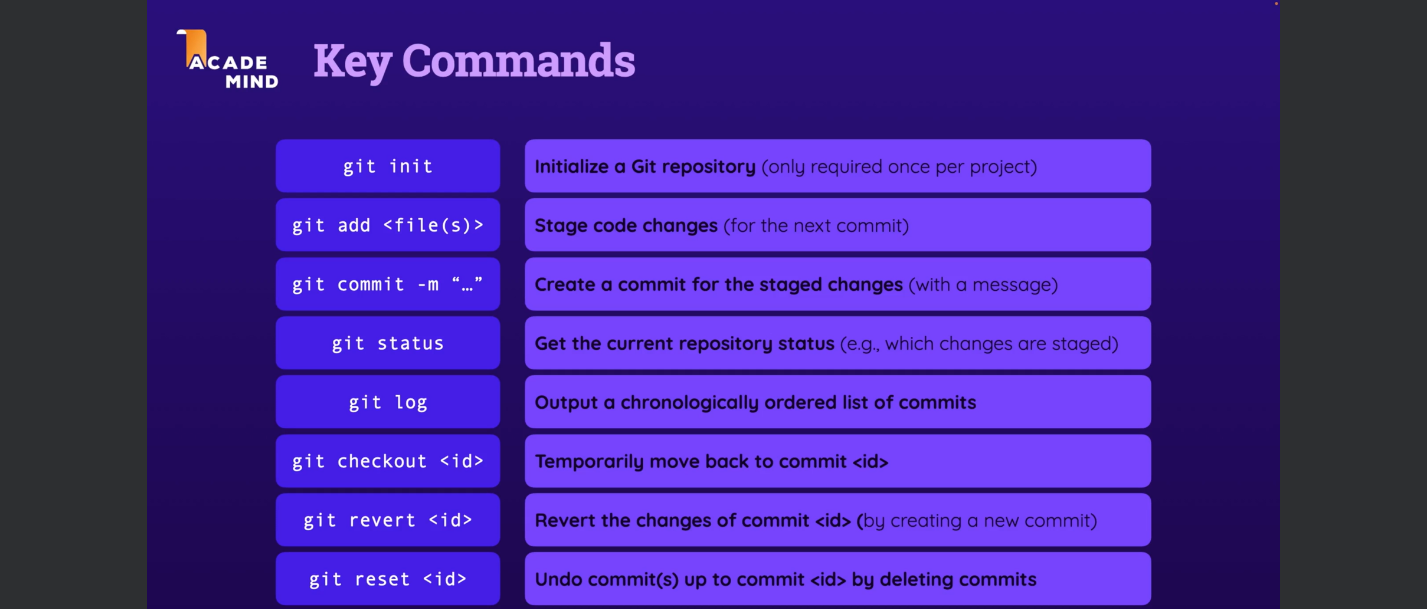 ACADE
MIND
Key Commands
git init
Initialize a Git repository (only required once per project)
git add <file(s)>
Stage code changes (for the next commit)
git commit -m “…”
Create a commit for the staged changes (with a message)
git status
Get the current repository status (e.g., which changes are staged)
git log
Output a chronologically ordered list of commits
git checkout <id>
Temporarily move back to commit <id>
git revert <id>
Revert the changes of commit <id> (by creating a new commit)
git reset <id>
Undo commit(s) up to commit <id> by deleting commits